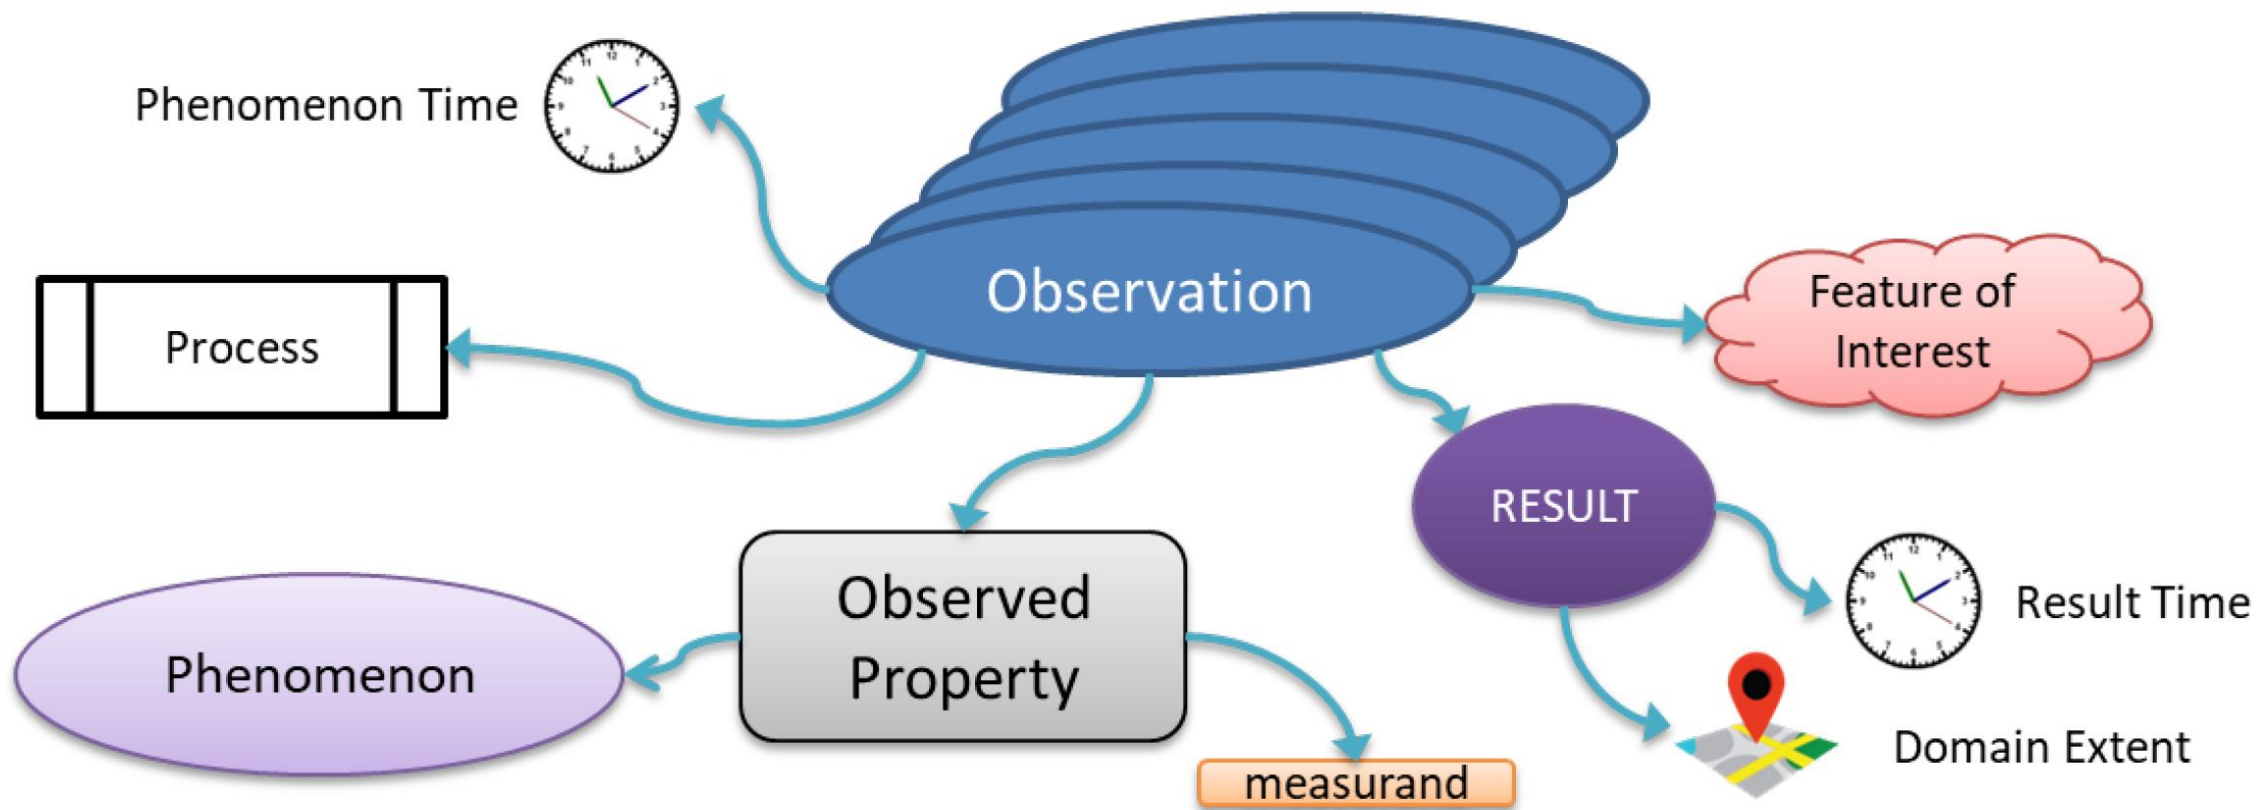 Phenomenon Time
Observation
Feature of
Interest
Process
RESULT
Observed
Property
Result Time
Phenomenon
Domain Extent
measurand